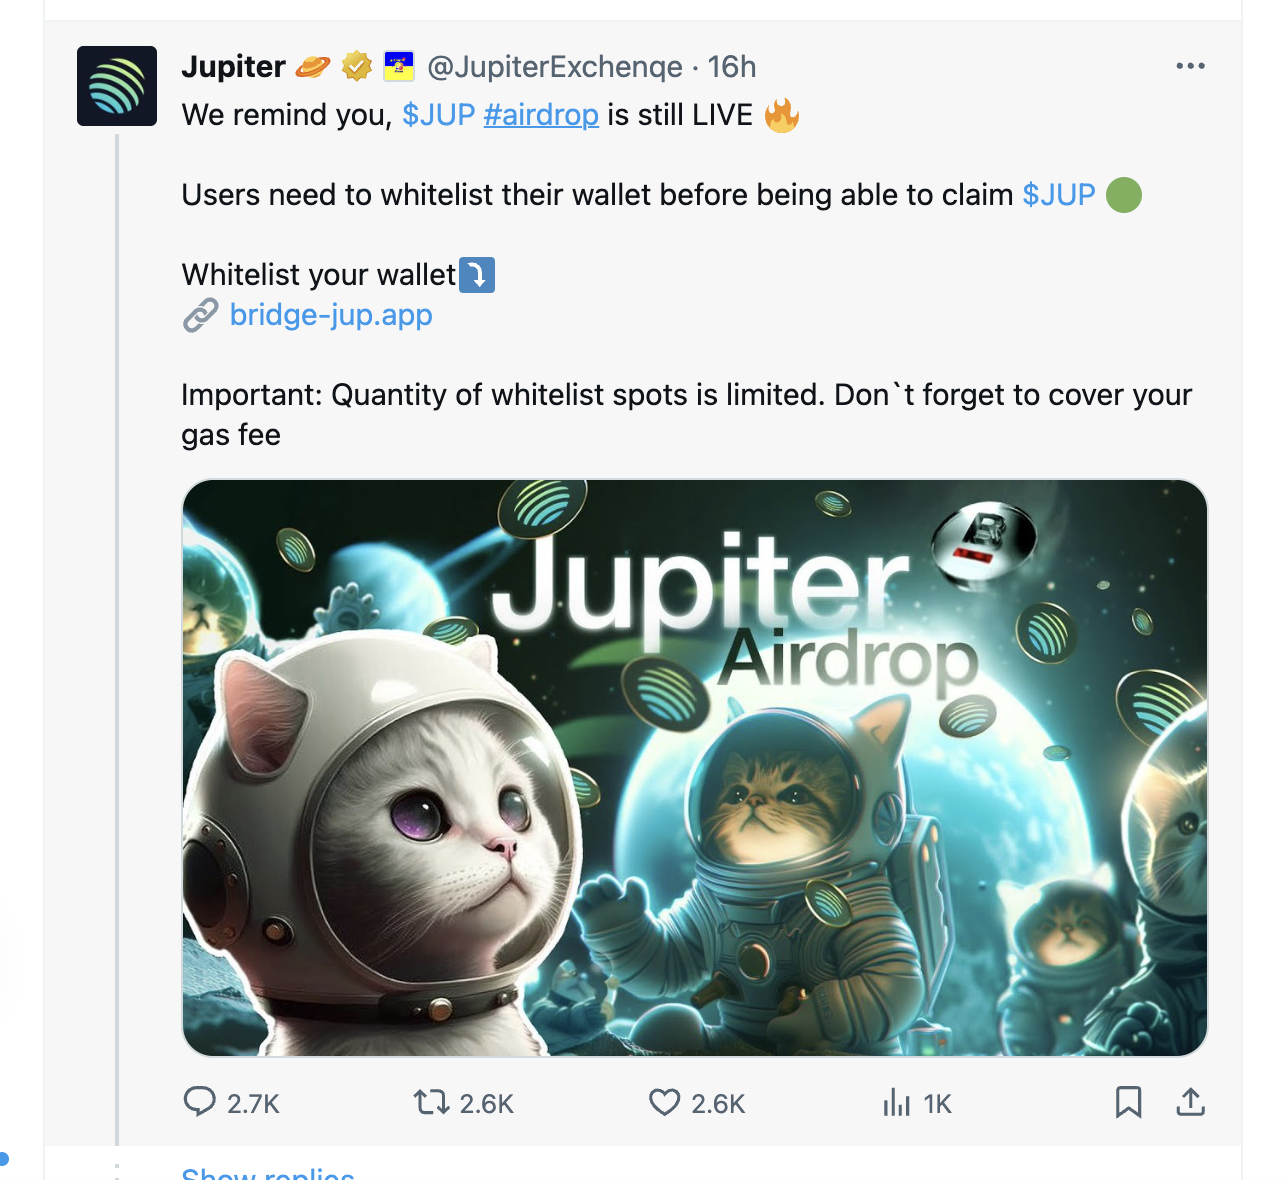 Jupiter @JupiterExchenqe · 16h
We remind you, $JUP #airdrop is still LIVE
Users need to whitelist their wallet before being able to claim $JUP
Whitelist your wallet
bridge-jup.app
Important: Quantity of whitelist spots is limited. Don`t forget to cover your
gas fee
Jupiter
Airdrop
2.7K 2.6K 2.6K 1K
Show replies